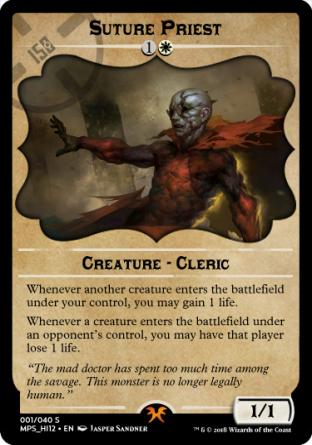 SUTURE PRIEST
1
158
CREATURE - CLERIC
Whenever another creature enters the battlefield
under your control, you may gain 1 life.
Whenever a creature enters the battlefield under
an opponent's control, you may have that player
lose 1 life.
"The mad doctor has spent too much time among
the savage. This monster is no longer legally
human."
1/1
001/040 S
MPS_HI12 • EN JASPER SANDNER
™ & © 2018 Wizards of the Coast